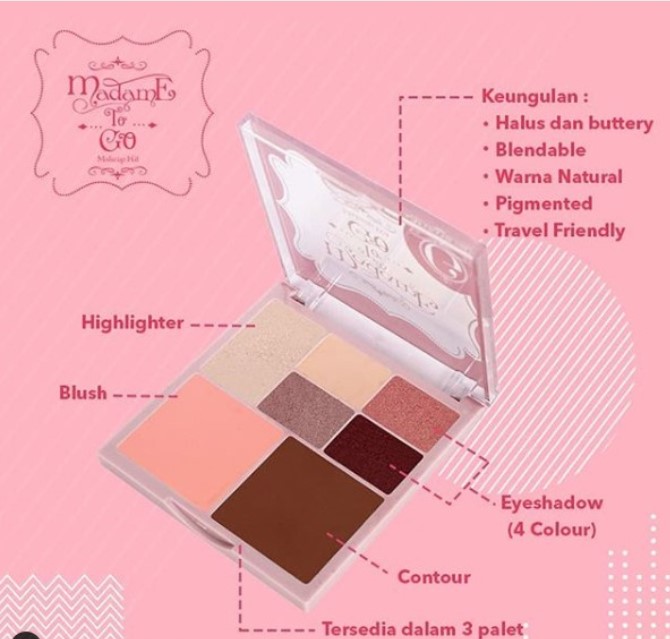 MadamE
To
GO
Makeup Kit
Keungulan :
• Halus dan buttery
• Blendable
• Warna Natural
• Pigmented
• Travel Friendly
Highlighter
Blush
Eyeshadow
(4 Colour)
Contour
Tersedia dalam 3 palet